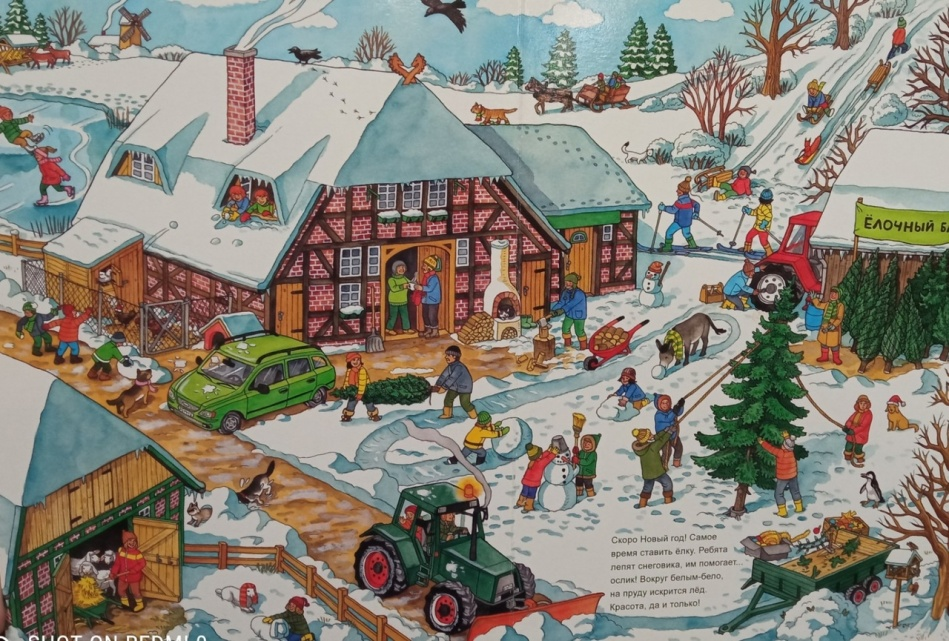 ЁЛОЧНЫЙ
Скоро Новый год! Самое
время ставить ёлку. Ребята
лепят снеговика, им помогает...
ослик! Вокруг белым-бело,
на пруду искрится лёд.
Красота, да и только!
SHOT ON REDMI 9